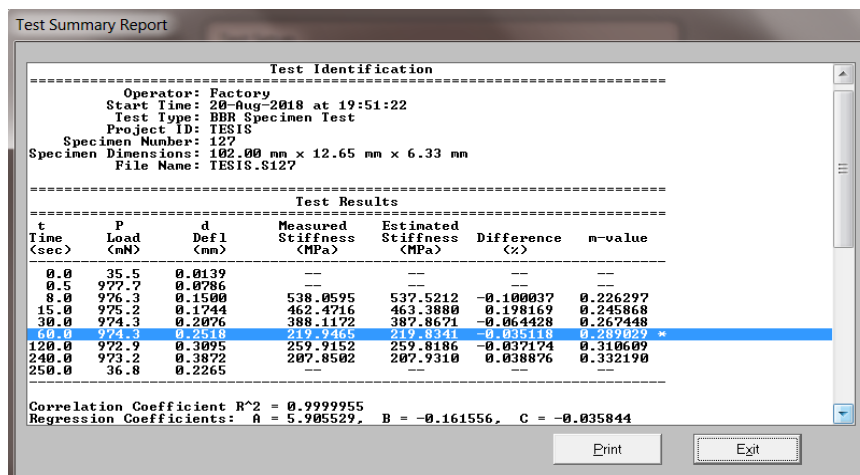 Test Summary Report
Test Identification
Operator: Factory
Start Time: 20-Aug-2018 at 19:51:22
Test Type: BBR Specimen Test
Project ID: TESIS
Specimen Number: 127
Specimen Dimensions: 102.00 mm x 12.65 mm x 6.33 mm
File Name: TESIS.S127
Test Results
t P d Measured Estimated
Time Load Defl Stiffness Stiffness Difference m-value
(sec) (mN) (mm) (MPa) (MPa) (%)
0.0 35.5 0.0139 -- -- -- --
0.5 977.7 0.0786 -- -- -- --
8.0 976.3 0.1500 538.0595 537.5212 -0.100037 0.226297
15.0 975.2 0.1744 462.4716 463.3880 0.198169 0.245868
30.0 974.3 0.2076 388.1172 387.8671 -0.064428 0.267448
60.0 974.3 0.2518 219.9465 219.8341 -0.035118 0.289029 *
120.0 972.9 0.3095 259.9152 259.8186 -0.037174 0.310609
240.0 973.2 0.3872 207.8502 207.9310 0.038876 0.332190
250.0 36.8 0.2265 -- -- -- --
Correlation Coefficient R^2 = 0.9999955
Regression Coefficients: A = 5.905529, B = -0.161556, C = -0.035844
Print Exit